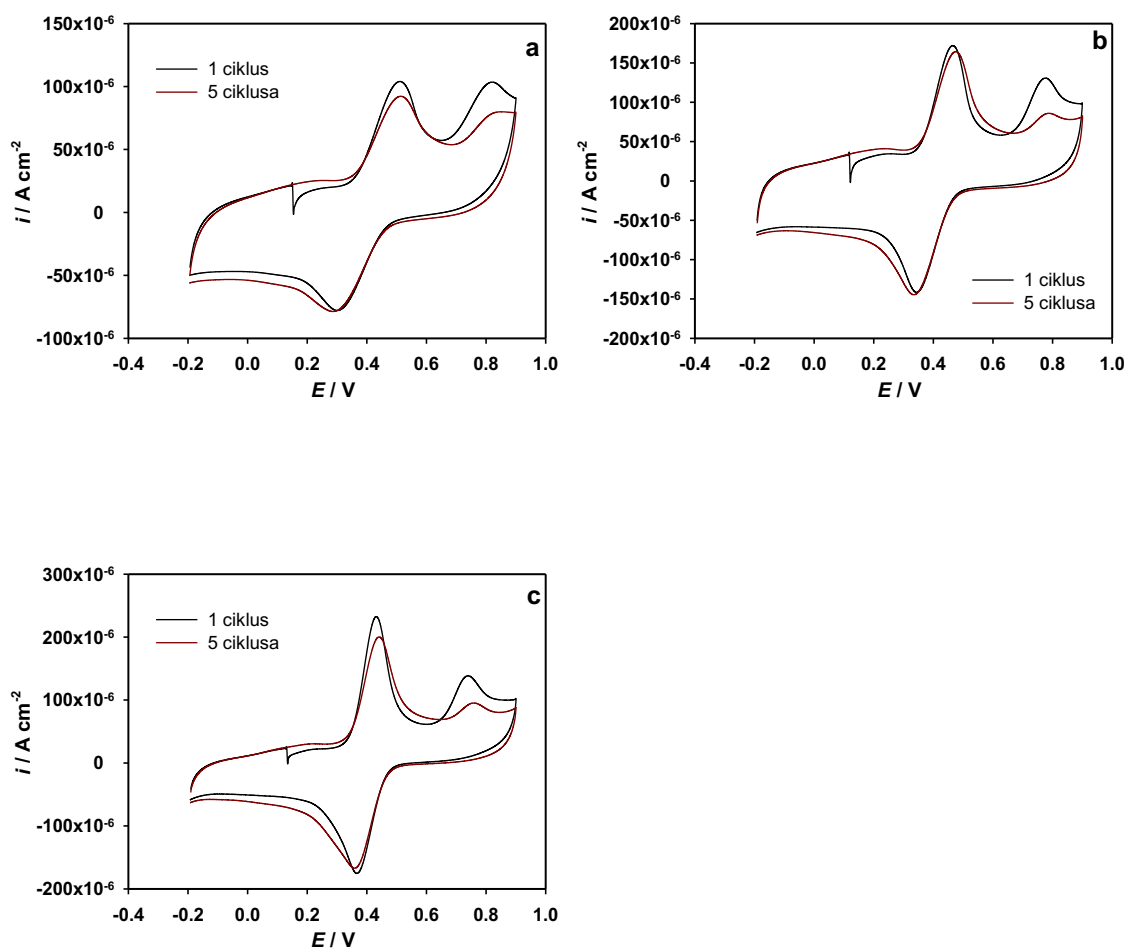 a
150x10-6
100x10-6
50x10-6
0
-50x10-6
-100x10-6
i / A cm-2
1 ciklus
5 ciklusa
-0.4 -0.2 0.0 0.2 0.4 0.6 0.8 1.0
E / V
b
200x10-6
150x10-6
100x10-6
50x10-6
0
-50x10-6
-100x10-6
-150x10-6
-200x10-6
i / A cm-2
1 ciklus
5 ciklusa
-0.4 -0.2 0.0 0.2 0.4 0.6 0.8 1.0
E / V
c
300x10-6
200x10-6
100x10-6
0
-100x10-6
-200x10-6
i / A cm-2
1 ciklus
5 ciklusa
-0.4 -0.2 0.0 0.2 0.4 0.6 0.8 1.0
E / V